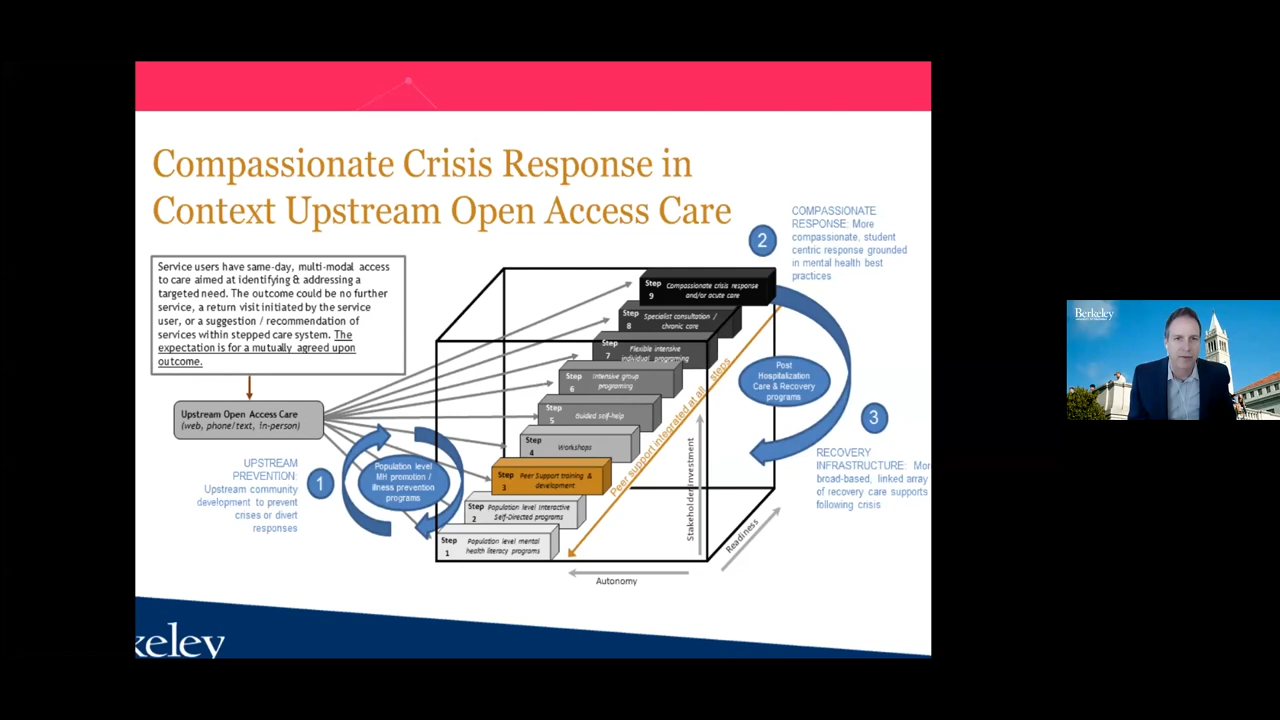 Compassionate Crisis Response in
Context Upstream Open Access Care
Service users have same-day, multi-modal access
to care aimed at identifying & addressing a
targeted need. The outcome could be no further
service, a return visit initiated by the service
user, or a suggestion / recommendation of
services within stepped care system. The
expectation is for a mutually agreed upon
outcome.
Upstream Open Access Care
(web, phone/text, in-person)
UPSTREAM
PREVENTION:
Upstream community
development to prevent
crises or divert
responses
1
Population level
MH promotion /
illness prevention
programs
2
COMPASSIONATE
RESPONSE: More
compassionate, student
centric response grounded
in mental health best
practices
Step
9
Compassionate crisis response
and/or acute care
Step
8
Specialist consultation /
chronic care
Step
7
Flexible intensive
individual programing
Step
6
Intensive group
programing
Step
5
Guided self-help
Step
4
Workshops
Step
3
Peer Support training &
development
Step
2
Population level Interactive
Self-Directed programs
Step
1
Population level mental
health literacy programs
Peer support integrated at all steps
Stakeholder Investment
Readiness
Autonomy
Post
Hospitalization
Care & Recovery
programs
3
RECOVERY
INFRASTRUCTURE: Mor
broad-based, linked array
of recovery care supports
following crisis
keley
Berkeley